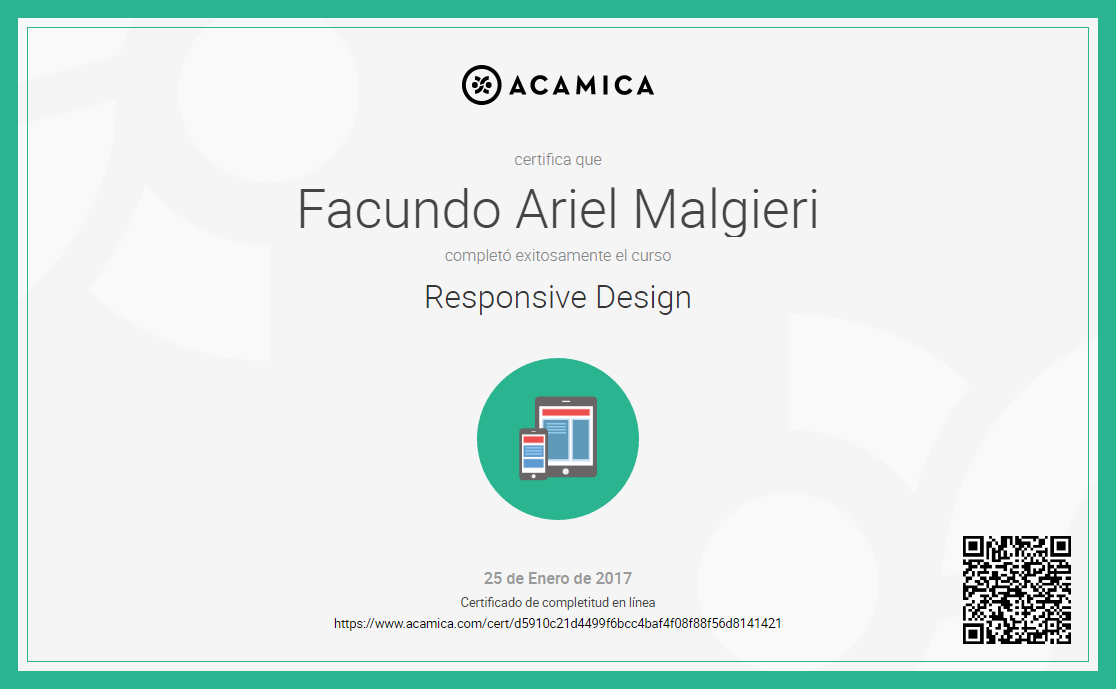 ACAMICA
certifica que
Facundo Ariel Malgieri
completó exitosamente el curso
Responsive Design
25 de Enero de 2017
Certificado de completitud en línea
https://www.acamica.com/cert/d5910c21d4499f6bcc4baf4f08f88f56d8141421